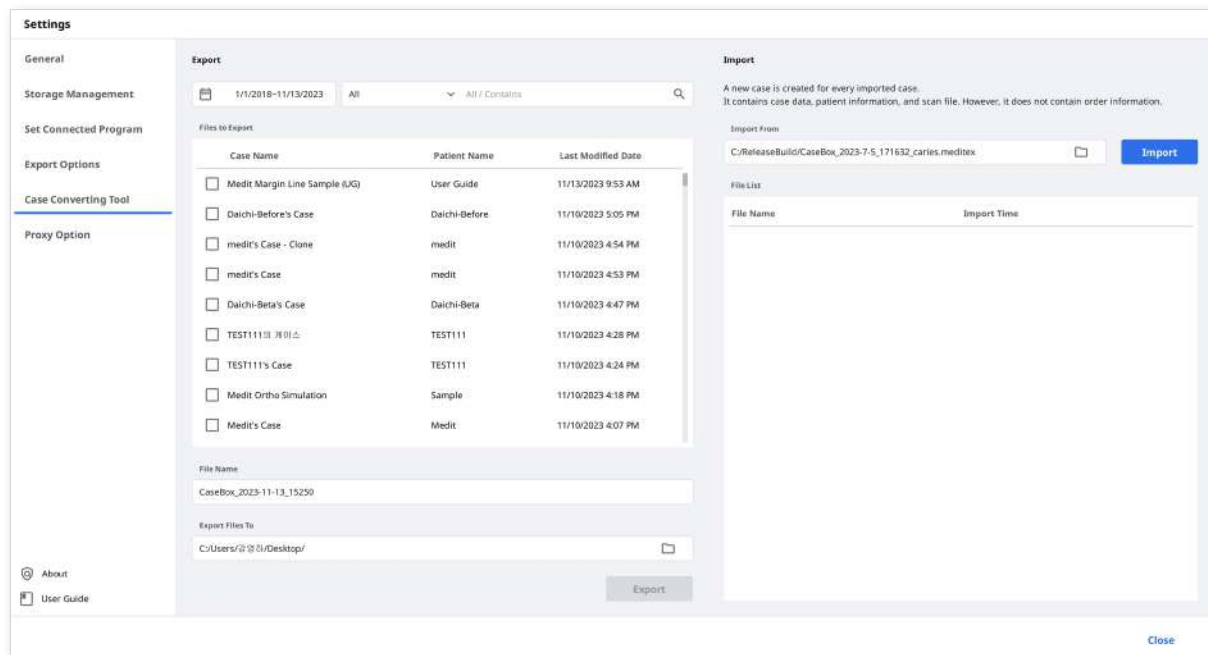 Settings
General
Storage Management
Set Connected Program
Export Options
Case Converting Tool
Proxy Option
About
User Guide
Export
1/1/2018~11/13/2023 All All / Contains
Files to Export
Case Name Patient Name Last Modified Date
Medit Margin Line Sample (UG) User Guide 11/13/2023 9:53 AM
Daichi-Before's Case Daichi-Before 11/10/2023 5:05 PM
medit's Case - Clone medit 11/10/2023 4:54 PM
medit's Case medit 11/10/2023 4:53 PM
Daichi-Beta's Case Daichi-Beta 11/10/2023 4:47 PM
TEST111의 케이스 TEST111 11/10/2023 4:28 PM
TEST111's Case TEST111 11/10/2023 4:24 PM
Medit Ortho Simulation Sample 11/10/2023 4:18 PM
Medit's Case Medit 11/10/2023 4:07 PM
File Name
CaseBox_2023-11-13_15250
Export Files To
C:/Users/김영하/Desktop/
Export
Import
A new case is created for every imported case.
It contains case data, patient information, and scan file. However, it does not contain order information.
Import From
C:/ReleaseBuild/CaseBox_2023-7-5_171632_caries.meditex Import
File List
File Name Import Time
Close